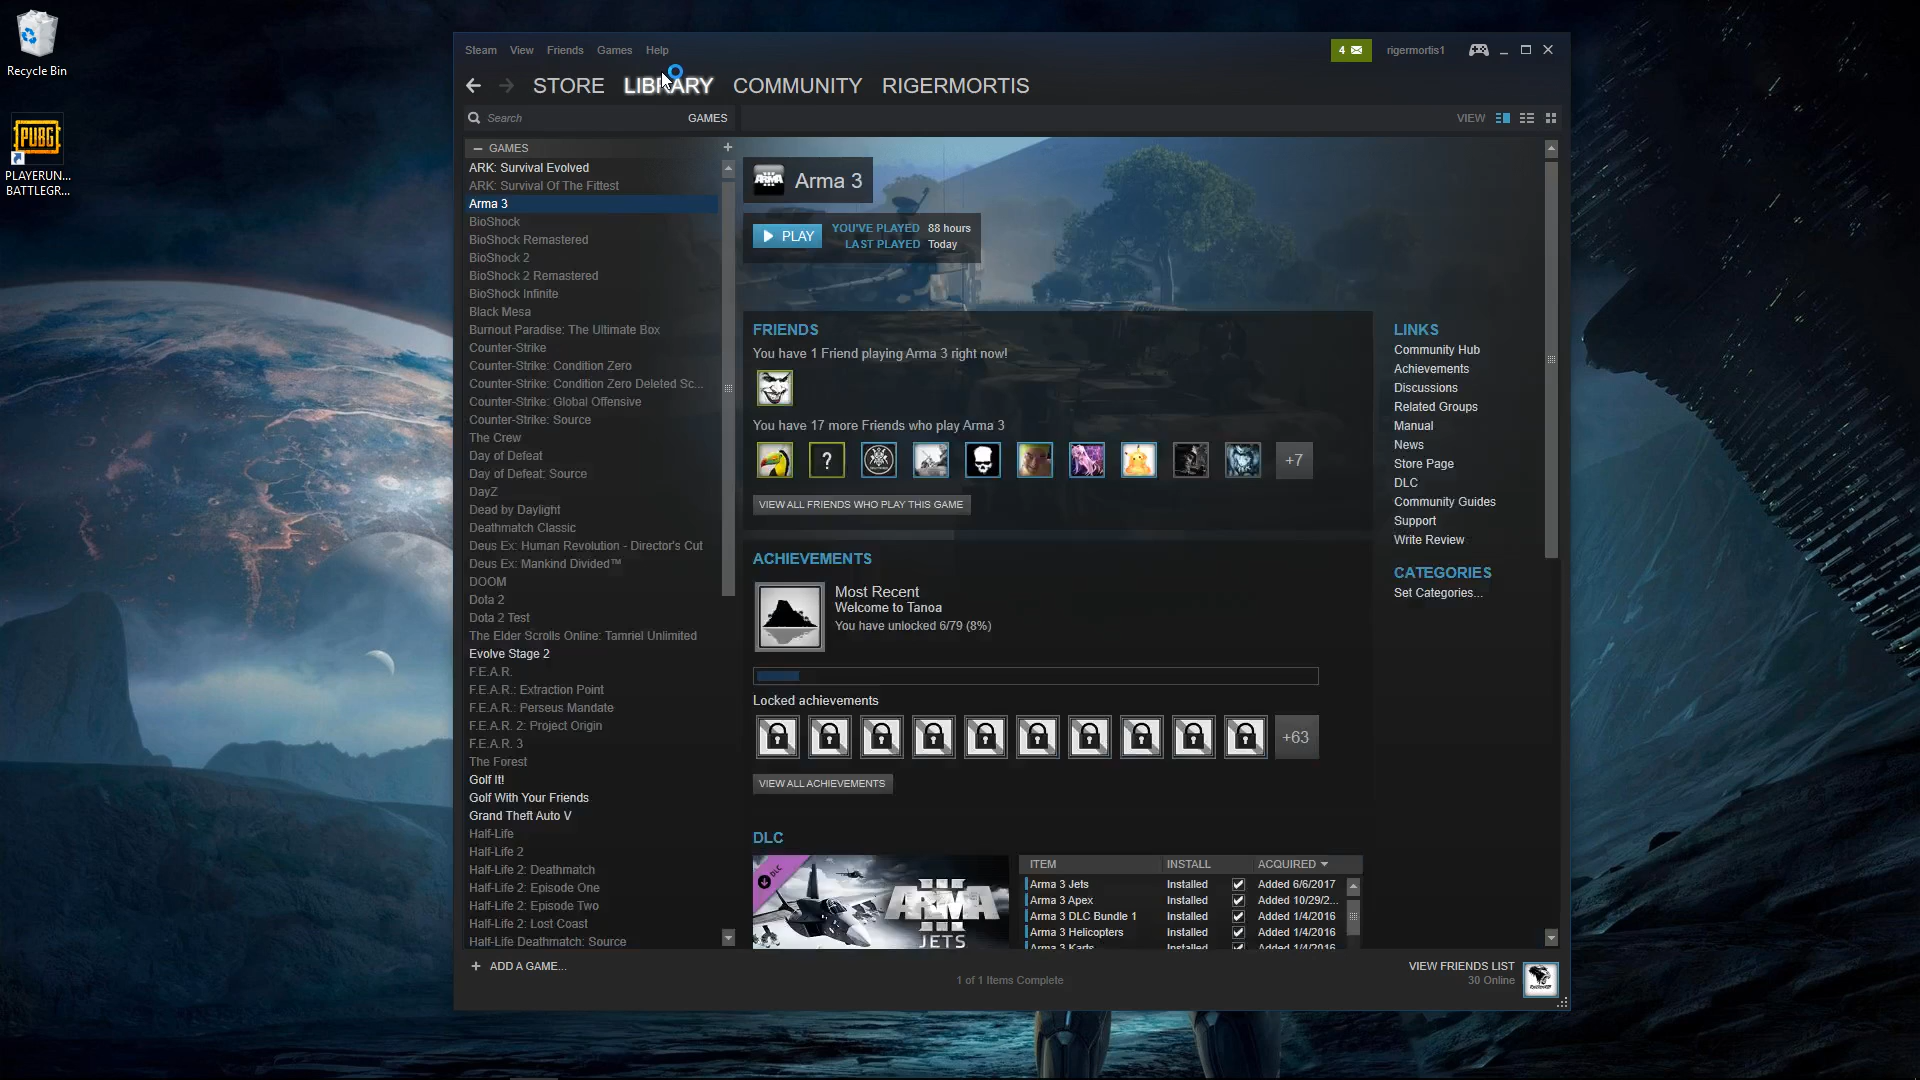 Recycle Bin
PUBG
PLAYERUN...
BATTLEGR...
Steam View Friends Games Help
4
rigermortis1
STORE LIBRARY COMMUNITY RIGERMORTIS
Search
GAMES
VIEW
GAMES
ARK: Survival Evolved
ARK: Survival Of The Fittest
Arma 3
BioShock
BioShock Remastered
BioShock 2
BioShock 2 Remastered
BioShock Infinite
Black Mesa
Burnout Paradise: The Ultimate Box
Counter-Strike
Counter-Strike: Condition Zero
Counter-Strike: Condition Zero Deleted Sc...
Counter-Strike: Global Offensive
Counter-Strike: Source
The Crew
Day of Defeat
Day of Defeat: Source
DayZ
Dead by Daylight
Deathmatch Classic
Deus Ex: Human Revolution - Director's Cut
Deus Ex: Mankind Divided™
DOOM
Dota 2
Dota 2 Test
The Elder Scrolls Online: Tamriel Unlimited
Evolve Stage 2
F.E.A.R.
F.E.A.R.: Extraction Point
F.E.A.R.: Perseus Mandate
F.E.A.R. 2: Project Origin
F.E.A.R. 3
The Forest
Golf It!
Golf With Your Friends
Grand Theft Auto V
Half-Life
Half-Life 2
Half-Life 2: Deathmatch
Half-Life 2: Episode One
Half-Life 2: Episode Two
Half-Life 2: Lost Coast
Half-Life Deathmatch: Source
ADD A GAME...
ARMA III
Arma 3
PLAY
YOU'VE PLAYED 88 hours
LAST PLAYED Today
FRIENDS
You have 1 Friend playing Arma 3 right now!
You have 17 more Friends who play Arma 3
?
+7
VIEW ALL FRIENDS WHO PLAY THIS GAME
ACHIEVEMENTS
Most Recent
Welcome to Tanoa
You have unlocked 6/79 (8%)
Locked achievements
+63
VIEW ALL ACHIEVEMENTS
DLC
DLC
ARMA III
JETS
ITEM INSTALL ACQUIRED
Arma 3 Jets Installed Added 6/6/2017
Arma 3 Apex Installed Added 10/29/2...
Arma 3 DLC Bundle 1 Installed Added 1/4/2016
Arma 3 Helicopters Installed Added 1/4/2016
Arma 3 Karts Installed Added 1/4/2016
LINKS
Community Hub
Achievements
Discussions
Related Groups
Manual
News
Store Page
DLC
Community Guides
Support
Write Review
CATEGORIES
Set Categories...
1 of 1 Items Complete
VIEW FRIENDS LIST
30 Online